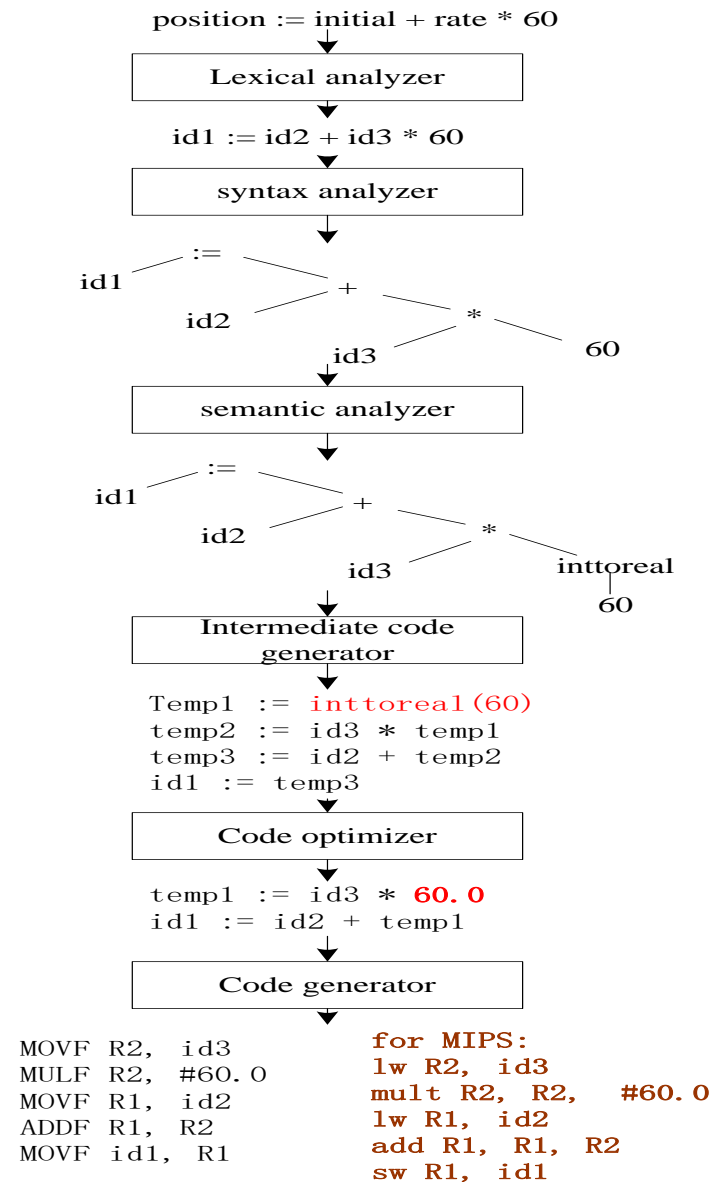 position := initial + rate * 60
Lexical analyzer
id1 := id2 + id3 * 60
syntax analyzer
:=
id1
+
id2
*
id3
60
semantic analyzer
:=
id1
+
id2
*
id3
inttoreal
60
Intermediate code
generator
Temp1 := inttoreal(60)
temp2 := id3 * temp1
temp3 := id2 + temp2
id1 := temp3
Code optimizer
temp1 := id3 * 60.0
id1 := id2 + temp1
Code generator
MOVF R2, id3
MULF R2, #60.0
MOVF R1, id2
ADDF R1, R2
MOVF id1, R1
for MIPS:
lw R2, id3
mult R2, R2, #60.0
lw R1, id2
add R1, R1, R2
sw R1, id1